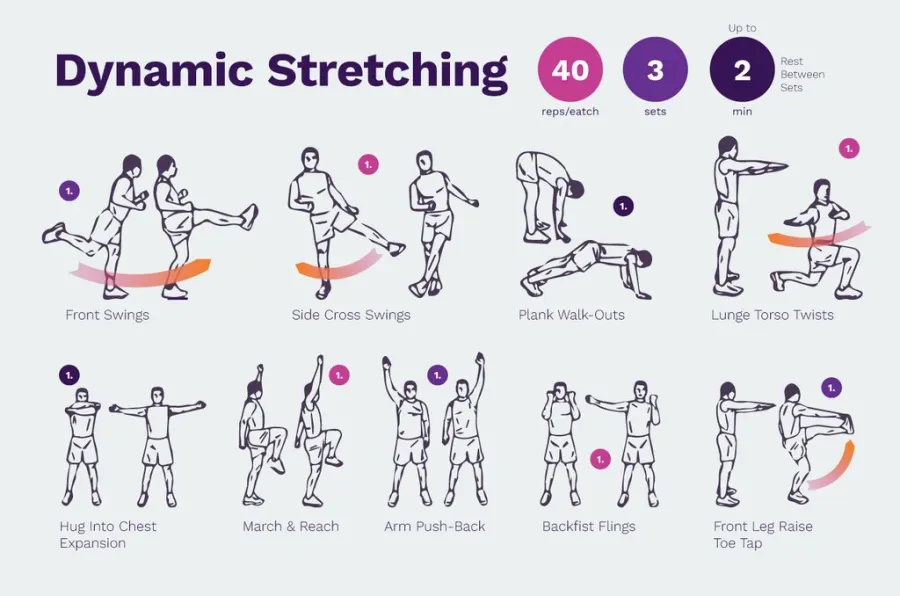 Dynamic Stretching
40
reps/eatch
3
sets
Up to
2
min
Rest
Between
Sets
1.
Front Swings
1.
Side Cross Swings
1.
Plank Walk-Outs
1.
Lunge Torso Twists
1.
Hug Into Chest
Expansion
1.
March & Reach
1.
Arm Push-Back
1.
Backfist Flings
1.
Front Leg Raise
Toe Tap